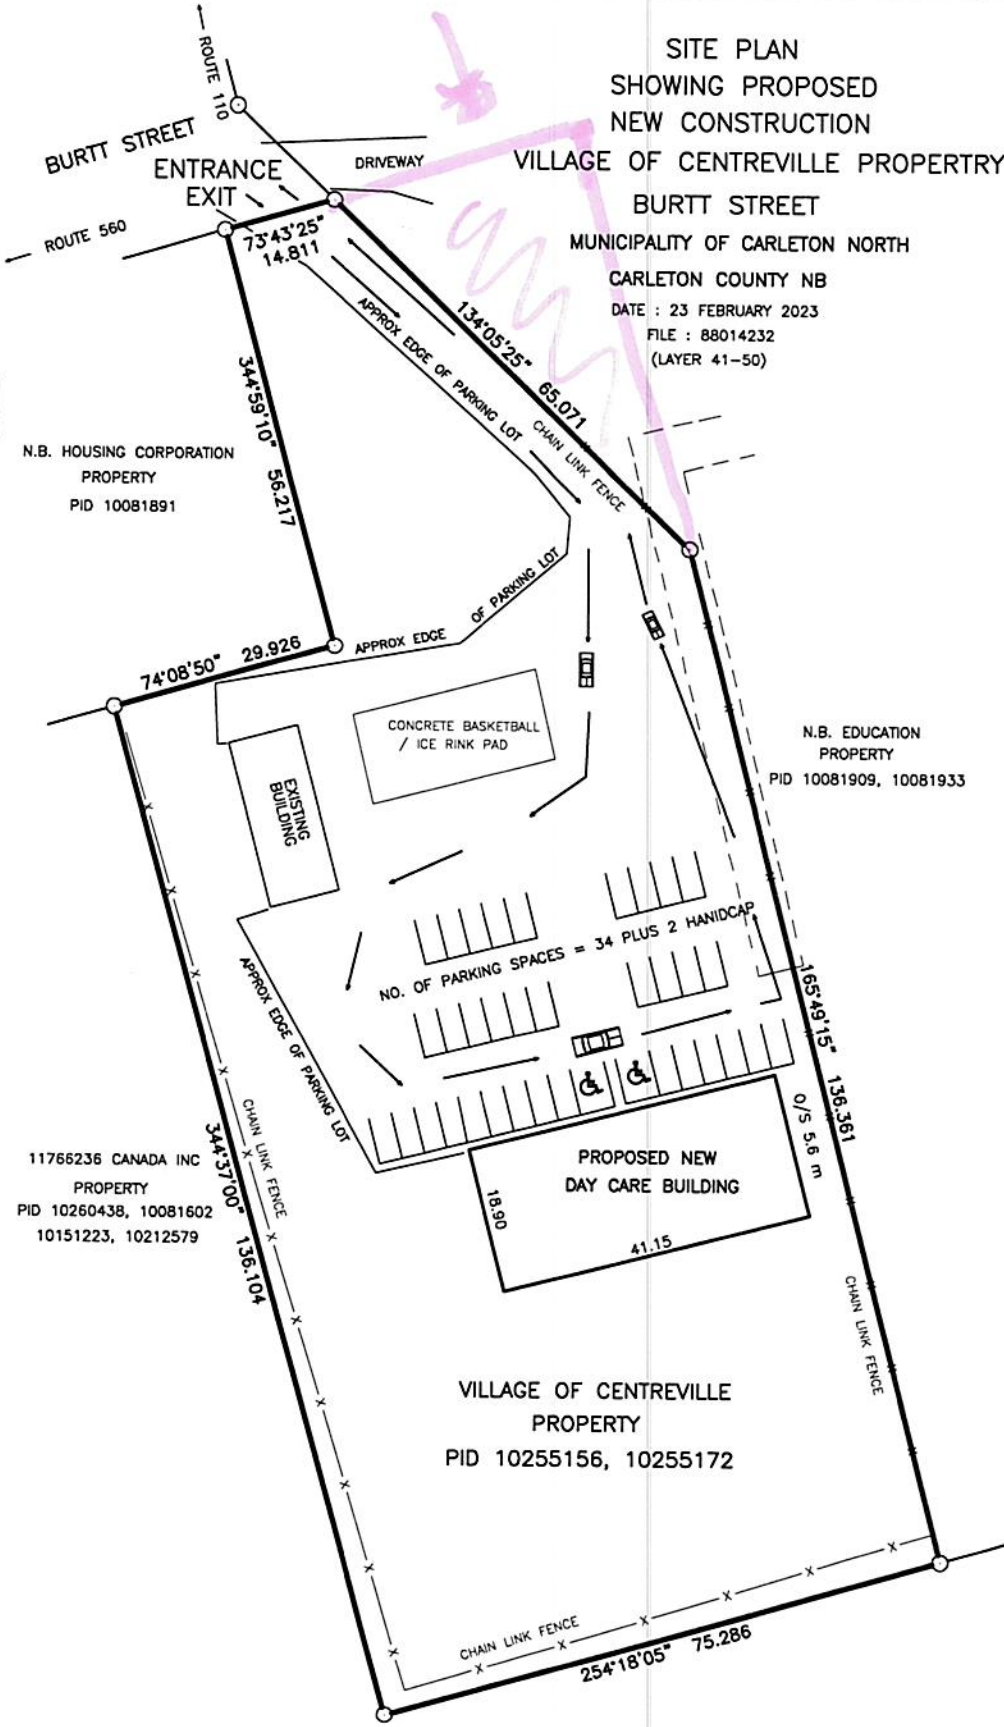 SITE PLAN
SHOWING PROPOSED
NEW CONSTRUCTION
VILLAGE OF CENTREVILLE PROPERTRY
BURTT STREET
MUNICIPALITY OF CARLETON NORTH
CARLETON COUNTY NB
DATE : 23 FEBRUARY 2023
FILE : 88014232
(LAYER 41-50)
ROUTE 110
BURTT STREET
ENTRANCE
EXIT
DRIVEWAY
ROUTE 560
73°43'25"
14.811
APPROX EDGE OF PARKING LOT
134°05'25" 65.071
CHAIN LINK FENCE
344°59'10" 56.217
N.B. HOUSING CORPORATION
PROPERTY
PID 10081891
APPROX EDGE OF PARKING LOT
74°08'50" 29.926
CONCRETE BASKETBALL
/ ICE RINK PAD
EXISTING
BUILDING
N.B. EDUCATION
PROPERTY
PID 10081909, 10081933
NO. OF PARKING SPACES = 34 PLUS 2 HANIDCAP
APPROX EDGE OF PARKING LOT
165°49'15" 136.361
O/S 5.6 m
CHAIN LINK FENCE
344°37'00" 136.104
11766236 CANADA INC
PROPERTY
PID 10260438, 10081602
10151223, 10212579
PROPOSED NEW
DAY CARE BUILDING
18.90
41.15
CHAIN LINK FENCE
VILLAGE OF CENTREVILLE
PROPERTY
PID 10255156, 10255172
CHAIN LINK FENCE
254°18'05" 75.286